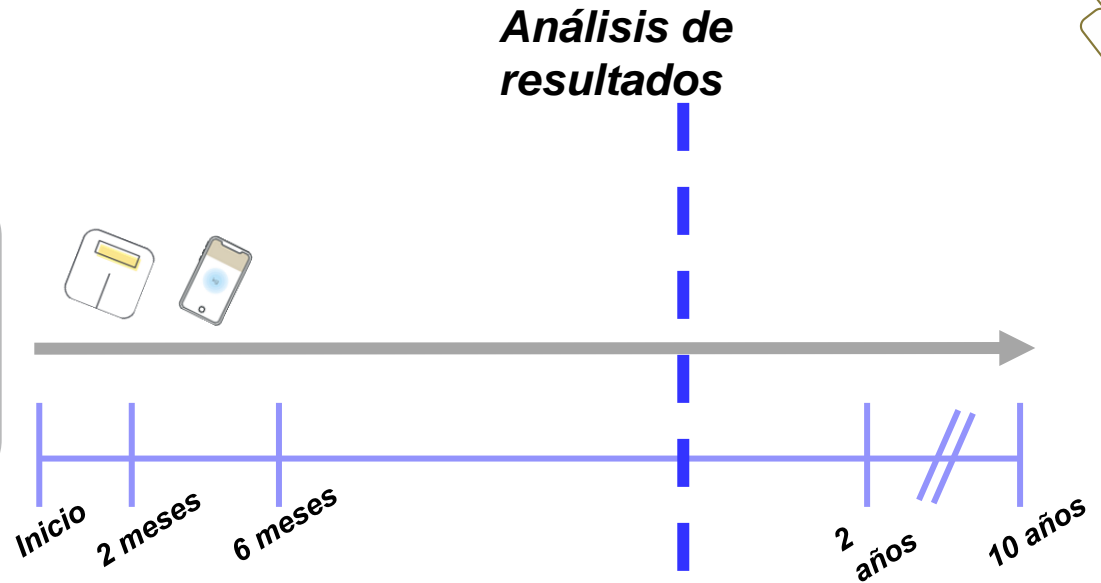 Análisis de
resultados
Inicio
2 meses
6 meses
2
años
10 años